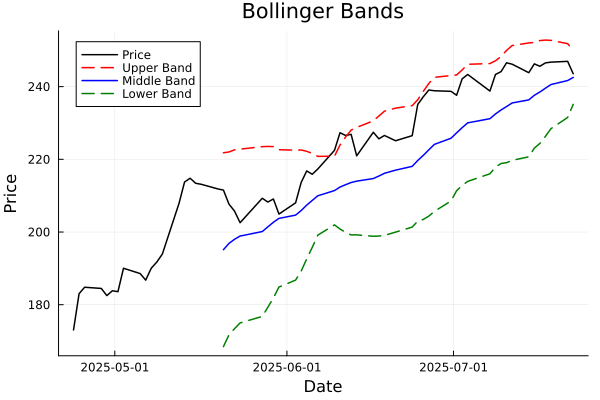 Bollinger Bands
Price
Upper Band
Middle Band
Lower Band
240
220
200
180
Price
2025-05-01
2025-06-01
2025-07-01
Date